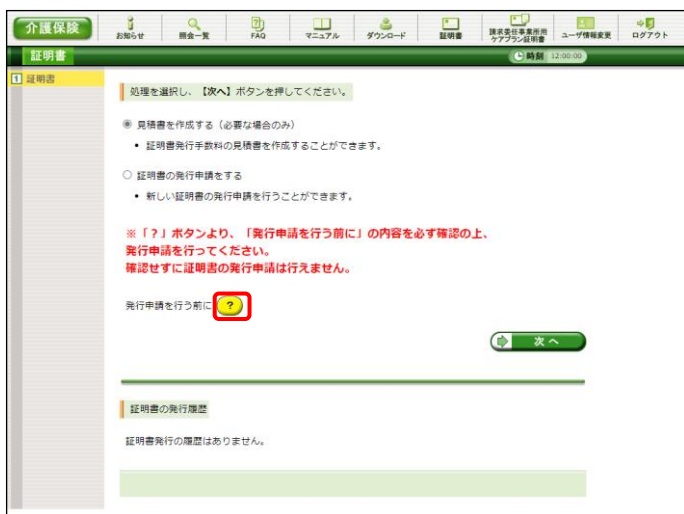 介護保険
お知らせ
照会一覧
FAQ
マニュアル
ダウンロード
証明書
請求委任事業所用
ケアプラン証明書
ユーザ情報変更
ログアウト
証明書
時刻 12:00:00
1 証明書
処理を選択し、【次へ】ボタンを押してください。
見積書を作成する（必要な場合のみ）
• 証明書発行手数料の見積書を作成することができます。
証明書の発行申請をする
• 新しい証明書の発行申請を行うことができます。
※「？」ボタンより、「発行申請を行う前に」の内容を必ず確認の上、
発行申請を行ってください。
確認せずに証明書の発行申請は行えません。
発行申請を行う前に ?
次へ
証明書の発行履歴
証明書発行の履歴はありません。